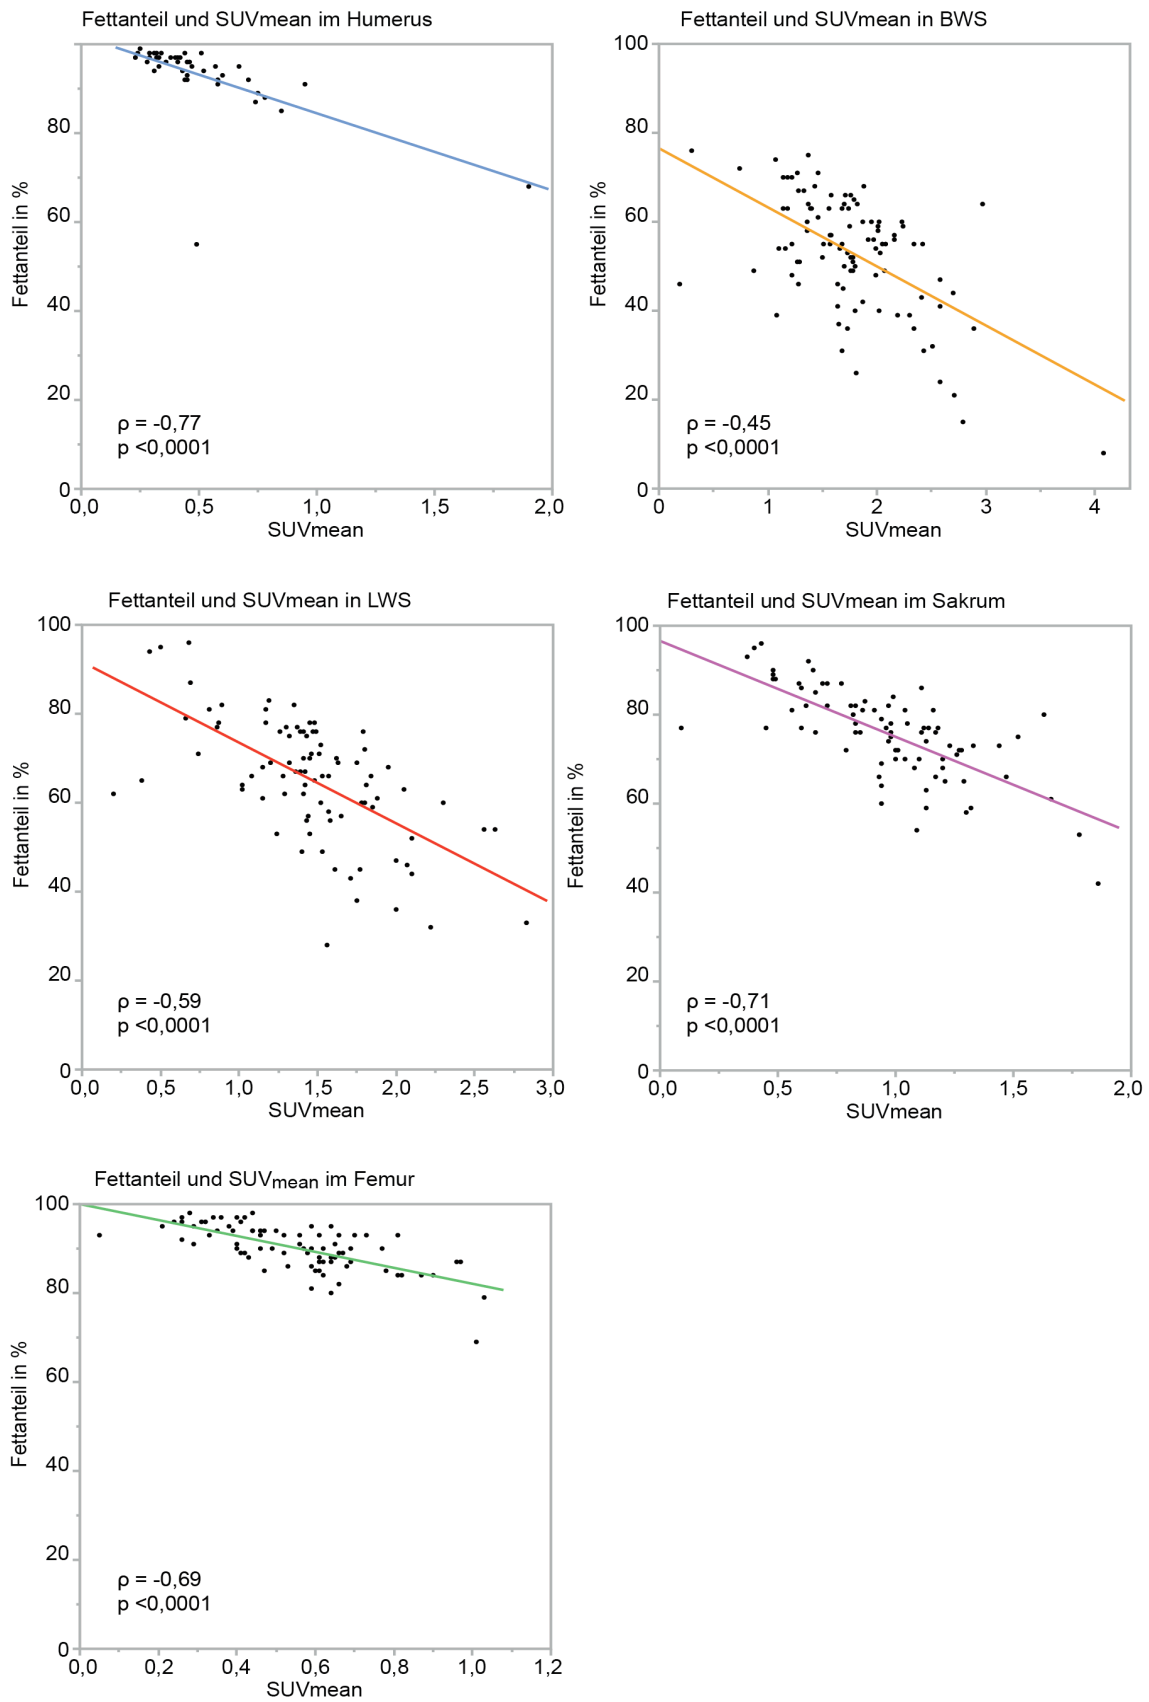 Fettanteil und SUVmean im Humerus
80
60
40
20
0
Fettanteil in %
ρ = -0,77
p <0,0001
0,0 0,5 1,0 1,5 2,0
SUVmean
Fettanteil und SUVmean in BWS
100
80
60
40
20
0
Fettanteil in %
ρ = -0,45
p <0,0001
0 1 2 3 4
SUVmean
Fettanteil und SUVmean in LWS
100
80
60
40
20
0
Fettanteil in %
ρ = -0,59
p <0,0001
0,0 0,5 1,0 1,5 2,0 2,5 3,0
SUVmean
Fettanteil und SUVmean im Sakrum
100
80
60
40
20
0
Fettanteil in %
ρ = -0,71
p <0,0001
0,0 0,5 1,0 1,5 2,0
SUVmean
Fettanteil und SUVmean im Femur
100
80
60
40
20
0
Fettanteil in %
ρ = -0,69
p <0,0001
0,0 0,2 0,4 0,6 0,8 1,0 1,2
SUVmean